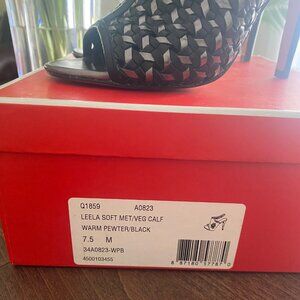 Q1859 A0823
LEELA SOFT MET/VEG CALF
WARM PEWTER/BLACK
7.5 M
34A0823-WPB
4500103455